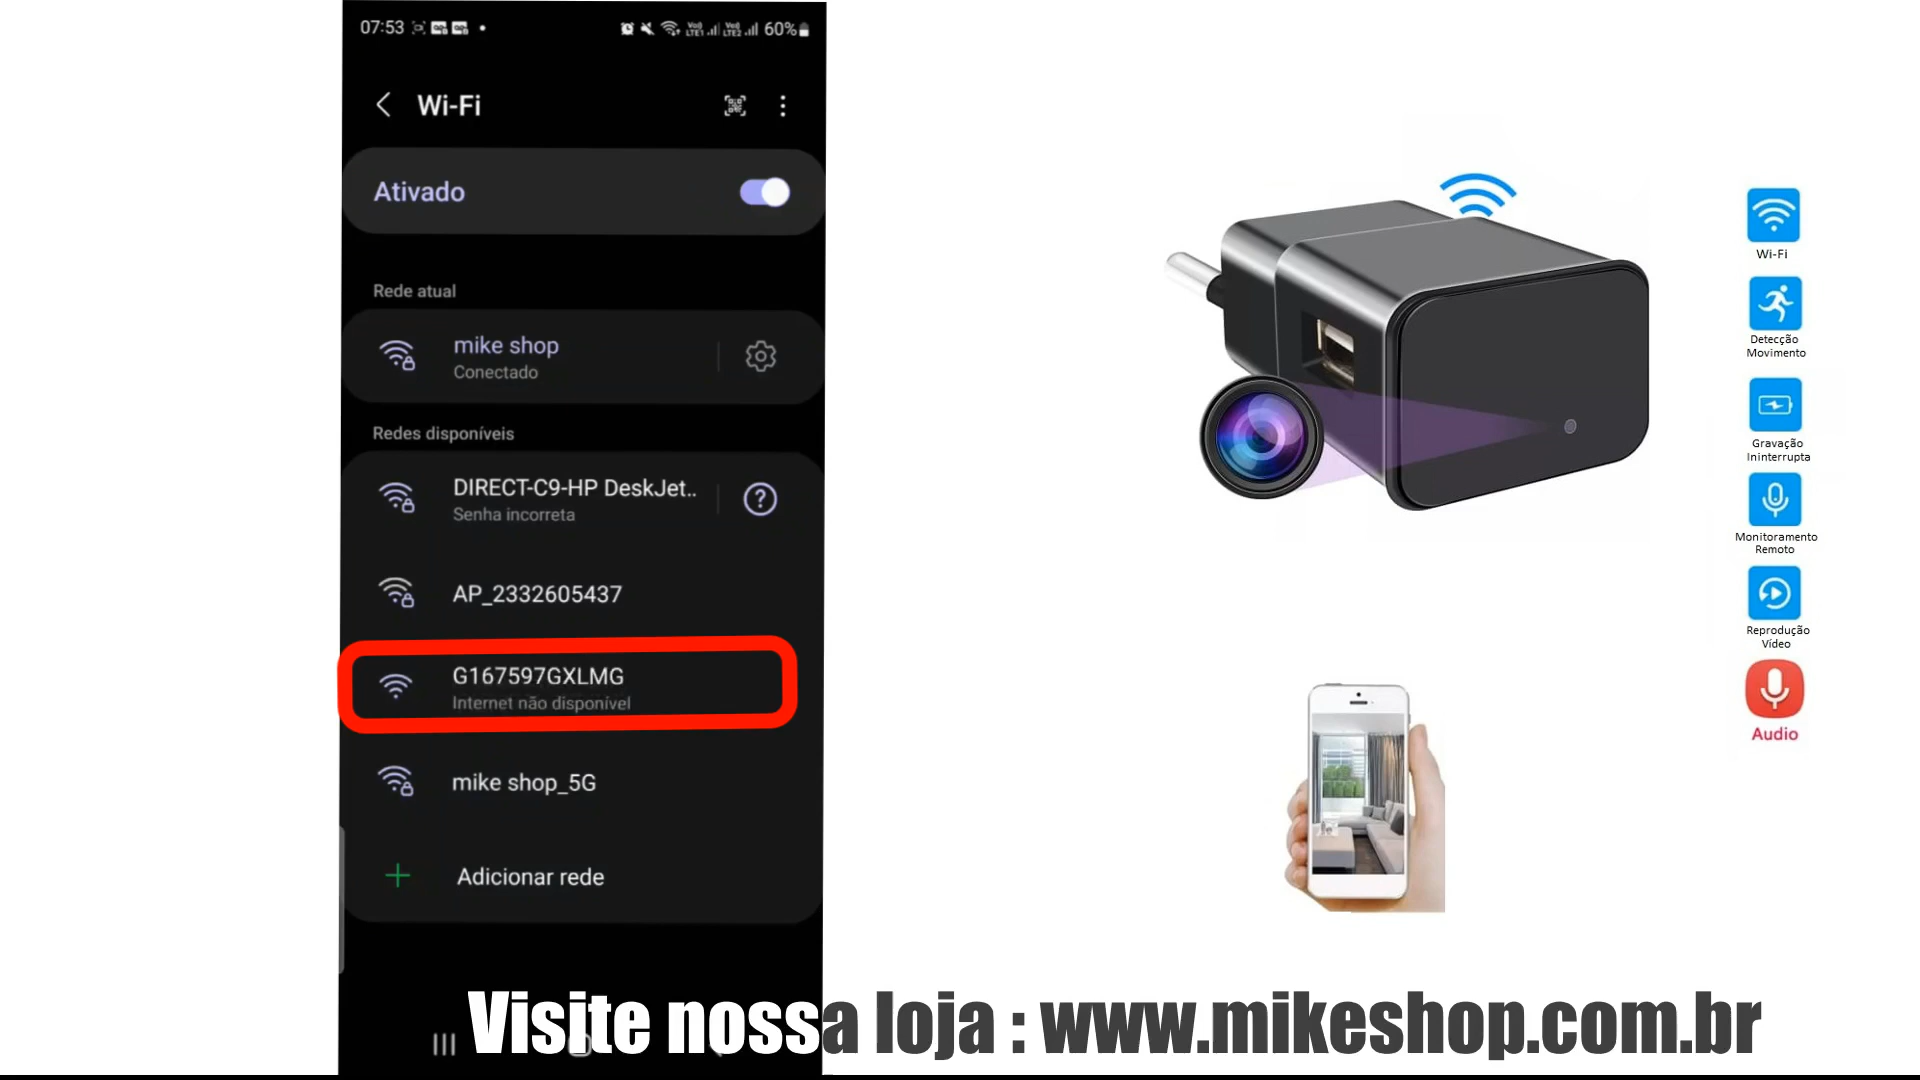 07:53
60%
Wi-Fi
Ativado
Rede atual
mike shop
Conectado
Redes disponíveis
DIRECT-C9-HP DeskJet..
Senha incorreta
AP_2332605437
G167597GXLMG
Internet não disponível
mike shop_5G
Adicionar rede
Wi-Fi
Detecção
Movimento
Gravação
Ininterrupta
Monitoramento
Remoto
Reprodução
Vídeo
Audio
Visite nossa loja : www.mikeshop.com.br